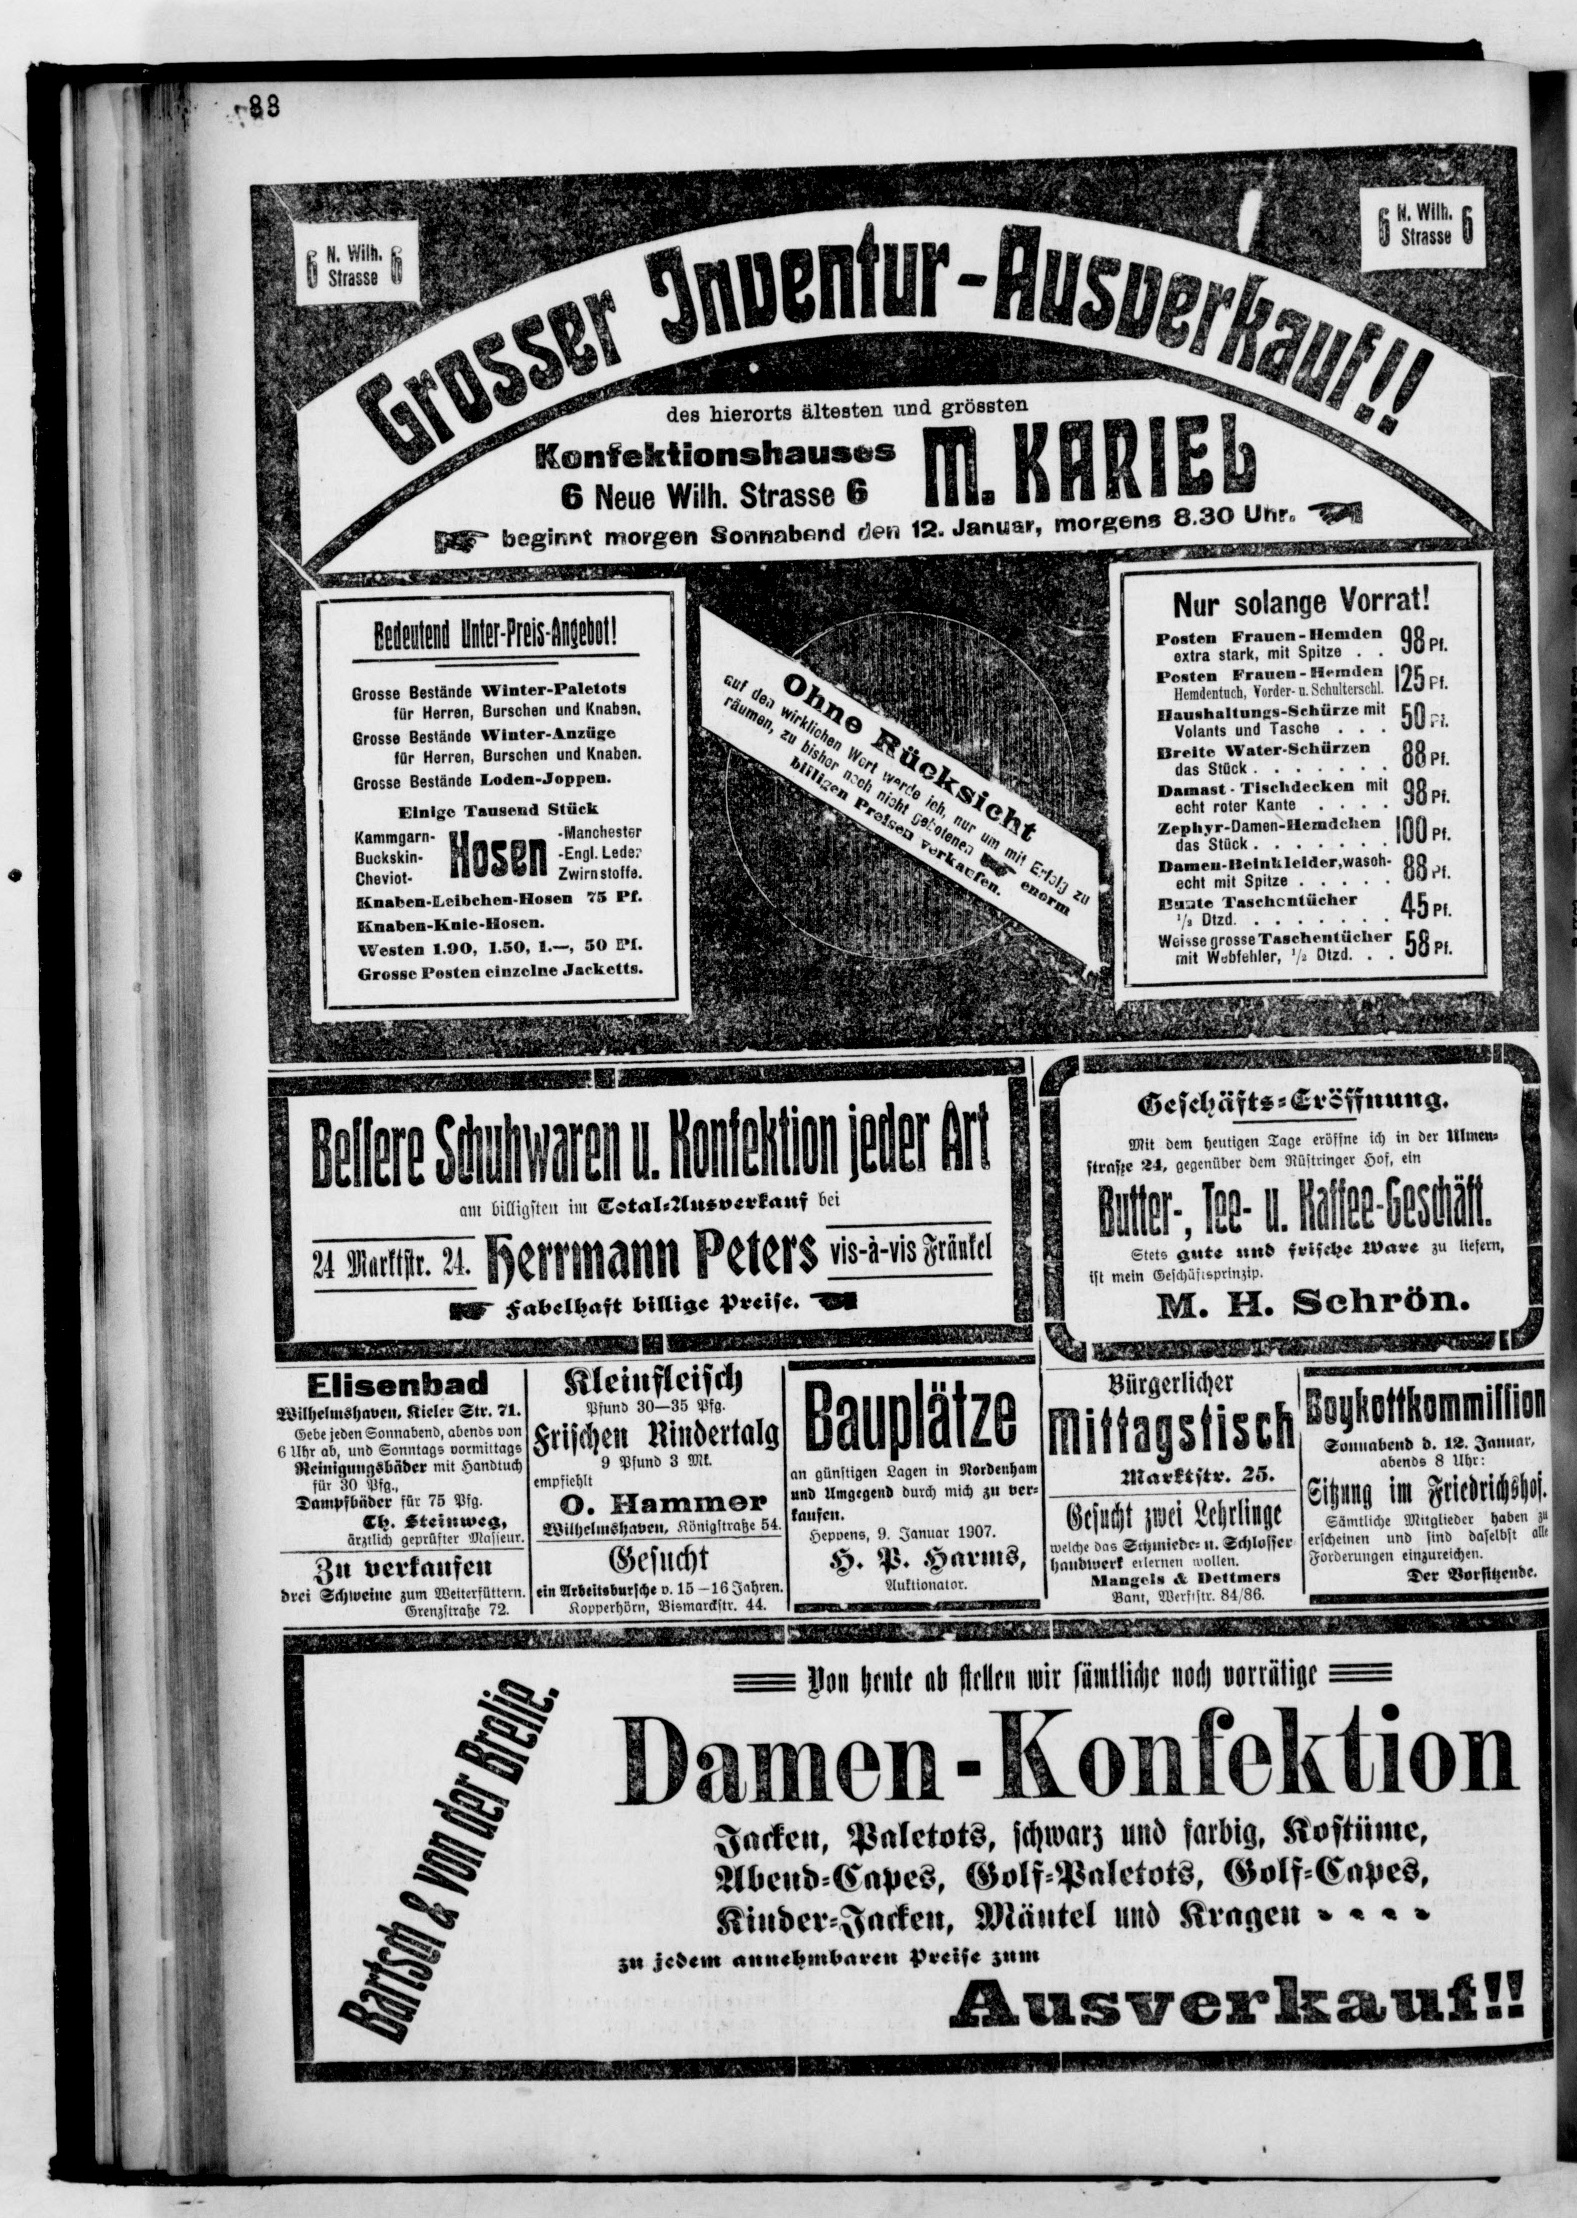 88
6 N. Wilh. Strasse 6
6 N. Wilh. Strasse 6
Grosser Inventur-Ausverkauf!!
des hierorts ältesten und grössten
Konfektionshauses
M. KARIEL
6 Neue Wilh. Strasse 6
beginnt morgen Sonnabend den 12. Januar, morgens 8.30 Uhr.
Bedeutend Unter-Preis-Angebot!
Grosse Bestände Winter-Paletots
für Herren, Burschen und Knaben.
Grosse Bestände Winter-Anzüge
für Herren, Burschen und Knaben.
Grosse Bestände Loden-Joppen.
Einige Tausend Stück
Kammgarn-
Buckskin-
Cheviot-
Hosen
-Manchester
-Engl. Leder
Zwirnstoffe.
Knaben-Leibchen-Hosen 75 Pf.
Knaben-Knie-Hosen.
Westen 1.90, 1.50, 1.—, 50 Pf.
Grosse Posten einzelne Jacketts.
Ohne Rücksicht
auf den wirklichen Wert werde ich, nur um mit Erfolg zu
räumen, zu bisher noch nicht gebotenen enorm
billigen Preisen verkaufen.
Nur solange Vorrat!
Posten Frauen-Hemden
extra stark, mit Spitze . . 98 Pf.
Posten Frauen-Hemden
Hemdentuch, Vorder- u. Schulterschl. 125 Pf.
Haushaltungs-Schürze mit
Volants und Tasche . . . 50 Pf.
Breite Water-Schürzen
das Stück . . . . . . . 88 Pf.
Damast-Tischdecken mit
echt roter Kante . . . . 98 Pf.
Zephyr-Damen-Hemdchen
das Stück . . . . . . . 100 Pf.
Damen-Beinkleider, wasch-
echt mit Spitze . . . . . 88 Pf.
Bunte Taschentücher
1/2 Dtzd. . . . . . . . 45 Pf.
Weisse grosse Taschentücher
mit Webfehler, 1/2 Dtzd. . . 58 Pf.
Bessere Schuhwaren u. Konfektion jeder Art
am billigsten im Total-Ausverkauf bei
24 Marktstr. 24. Herrmann Peters vis-à-vis Fränkel
Fabelhaft billige Preise.
Geschäfts-Eröffnung.
Mit dem heutigen Tage eröffne ich in der Ulmen-
straße 24, gegenüber dem Rüstringer Hof, ein
Butter-, Tee- u. Kaffee-Geschäft.
Stets gute und frische Ware zu liefern,
ist mein Geschäftsprinzip.
M. H. Schrön.
Elisenbad
Wilhelmshaven, Kieler Str. 71.
Gebe jeden Sonnabend, abends von
6 Uhr ab, und Sonntags vormittags
Reinigungsbäder mit Handtuch
für 30 Pfg.,
Dampfbäder für 75 Pfg.
Ch. Steinweg,
ärztlich geprüfter Masseur.
Zu verkaufen
drei Schweine zum Weiterfüttern.
Grenzstraße 72.
Kleinfleisch
Pfund 30—35 Pfg.
Frischen Rindertalg
9 Pfund 3 Mk.
empfiehlt
O. Hammer
Wilhelmshaven, Königstraße 54.
Gesucht
ein Arbeitsbursche v. 15—16 Jahren.
Kopperhörn, Bismarckstr. 44.
Bauplätze
an günstigen Lagen in Nordenham
und Umgegend durch mich zu ver-
kaufen.
Heppens, 9. Januar 1907.
H. P. Harms,
Auktionator.
Bürgerlicher
Mittagstisch
Marktstr. 25.
Gesucht zwei Lehrlinge
welche das Schmiede- u. Schlosser
handwerk erlernen wollen.
Mangels & Dettmers
Bant, Werftstr. 84/86.
Boykottkommission
Sonnabend d. 12. Januar,
abends 8 Uhr:
Sitzung im Friedrichshof.
Sämtliche Mitglieder haben zu
erscheinen und sind daselbst alle
Forderungen einzureichen.
Der Vorsitzende.
Bartsch & von der Brelie.
Von heute ab stellen wir sämtliche noch vorrätige
Damen-Konfektion
Jacken, Paletots, schwarz und farbig, Kostüme,
Abend-Capes, Golf-Paletots, Golf-Capes,
Kinder-Jacken, Mäntel und Kragen
zu jedem annehmbaren Preise zum
Ausverkauf!!